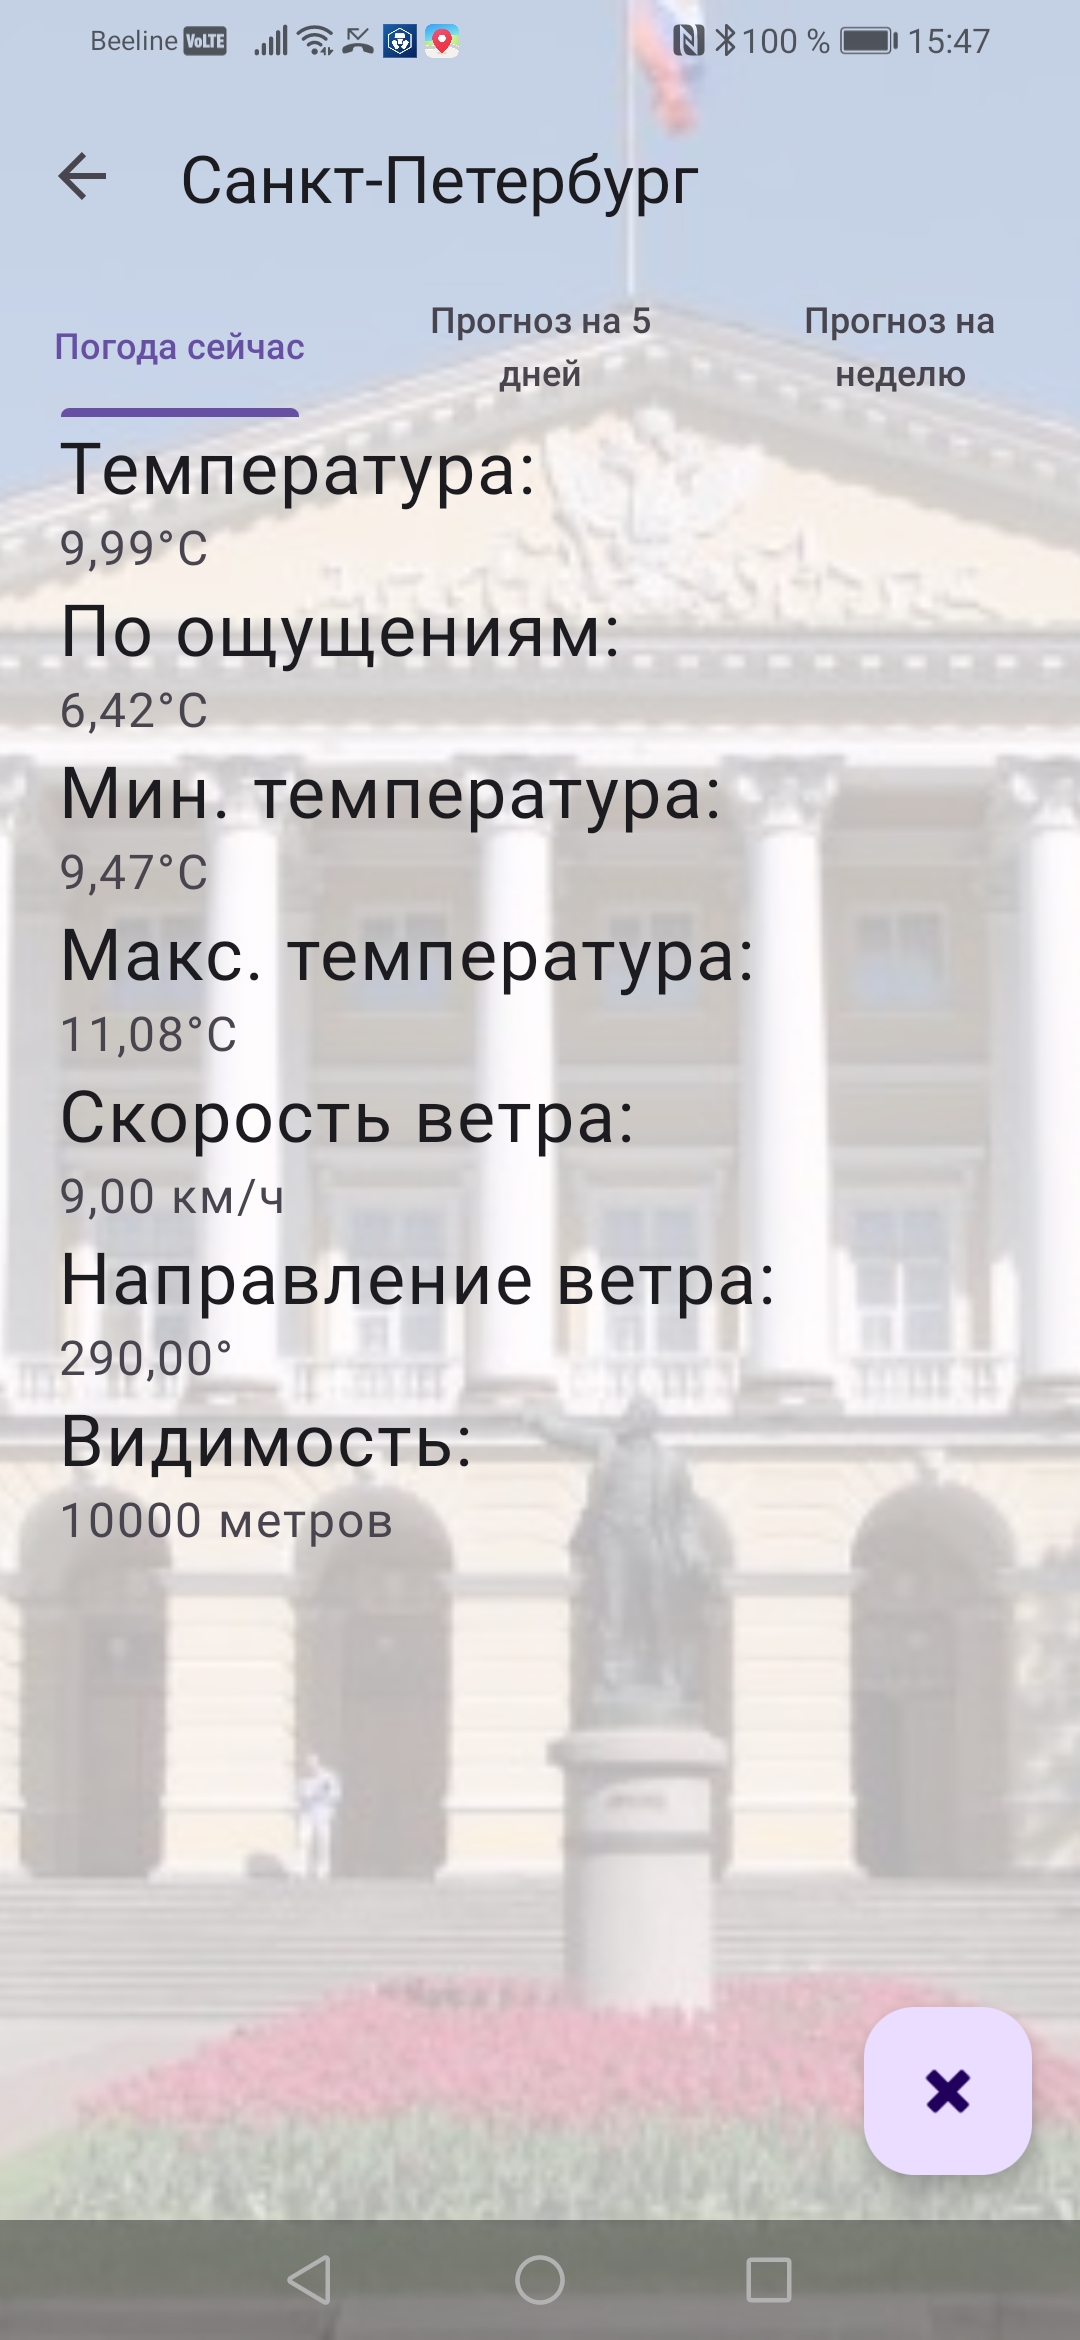 Beeline VoLTE 100 % 15:47
Санкт-Петербург
Погода сейчас
Прогноз на 5
дней
Прогноз на
неделю
Температура:
9,99°C
По ощущениям:
6,42°C
Мин. температура:
9,47°C
Макс. температура:
11,08°C
Скорость ветра:
9,00 км/ч
Направление ветра:
290,00°
Видимость:
10000 метров